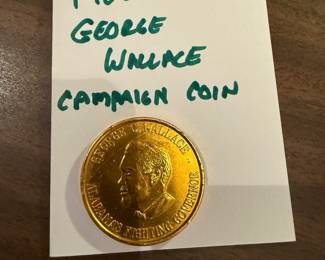 GEORGE
WALLACE
CAMPAIGN COIN
GEORGE C. WALLACE
ALABAMA'S FIGHTING GOVERNOR